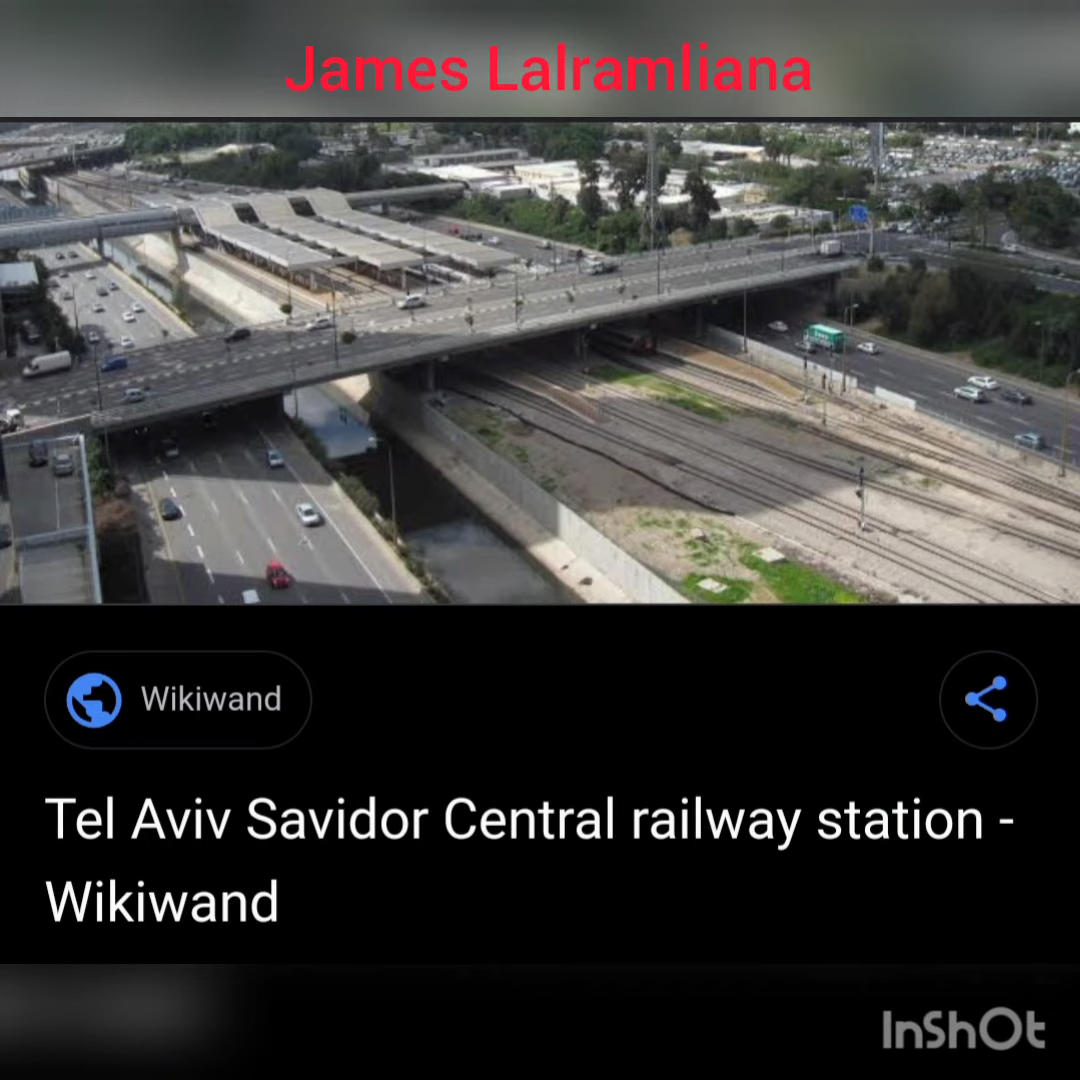 James Lalramliana
Wikiwand
Tel Aviv Savidor Central railway station -
Wikiwand
InShOt